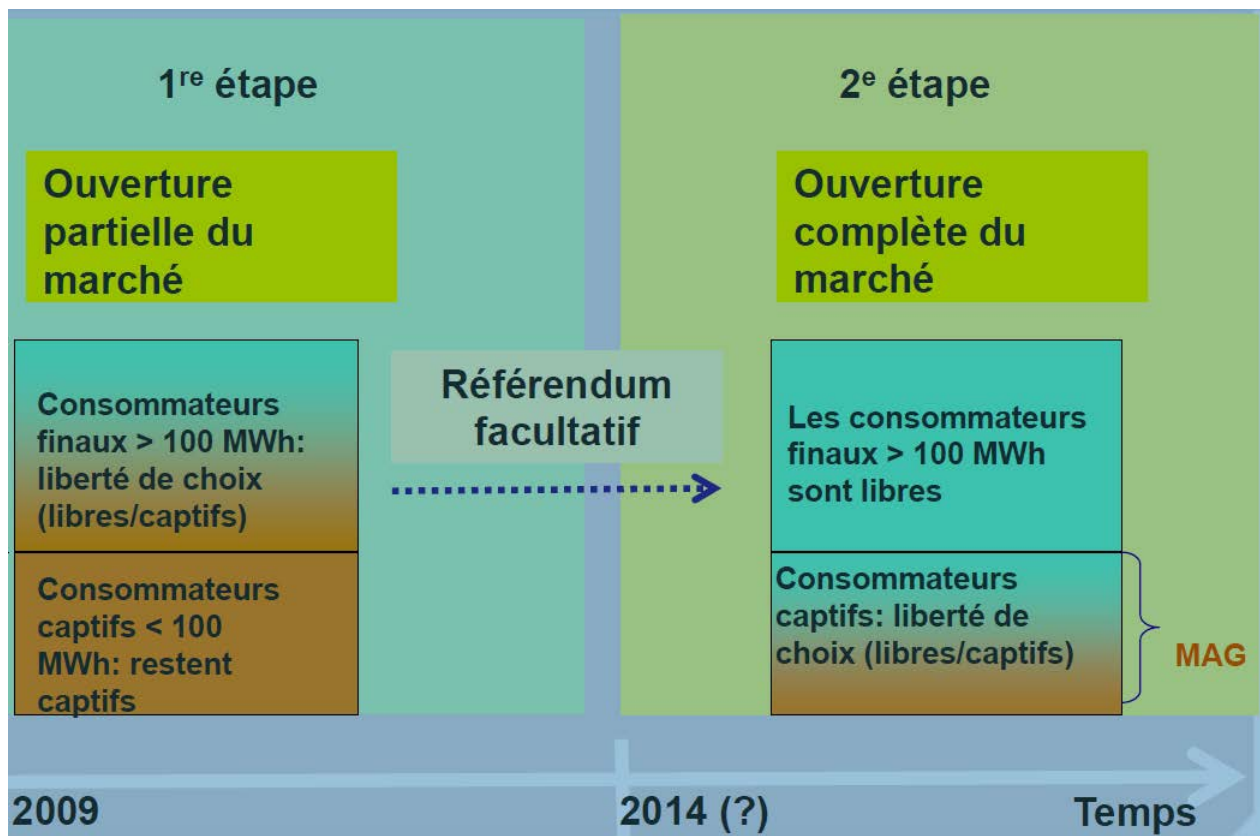 1re étape
Ouverture
partielle du
marché
Consommateurs
finaux > 100 MWh:
liberté de choix
(libres/captifs)
Consommateurs
captifs < 100
MWh: restent
captifs
Référendum
facultatif
2e étape
Ouverture
complète du
marché
Les consommateurs
finaux > 100 MWh
sont libres
Consommateurs
captifs: liberté de
choix (libres/captifs)
MAG
2009
2014 (?)
Temps